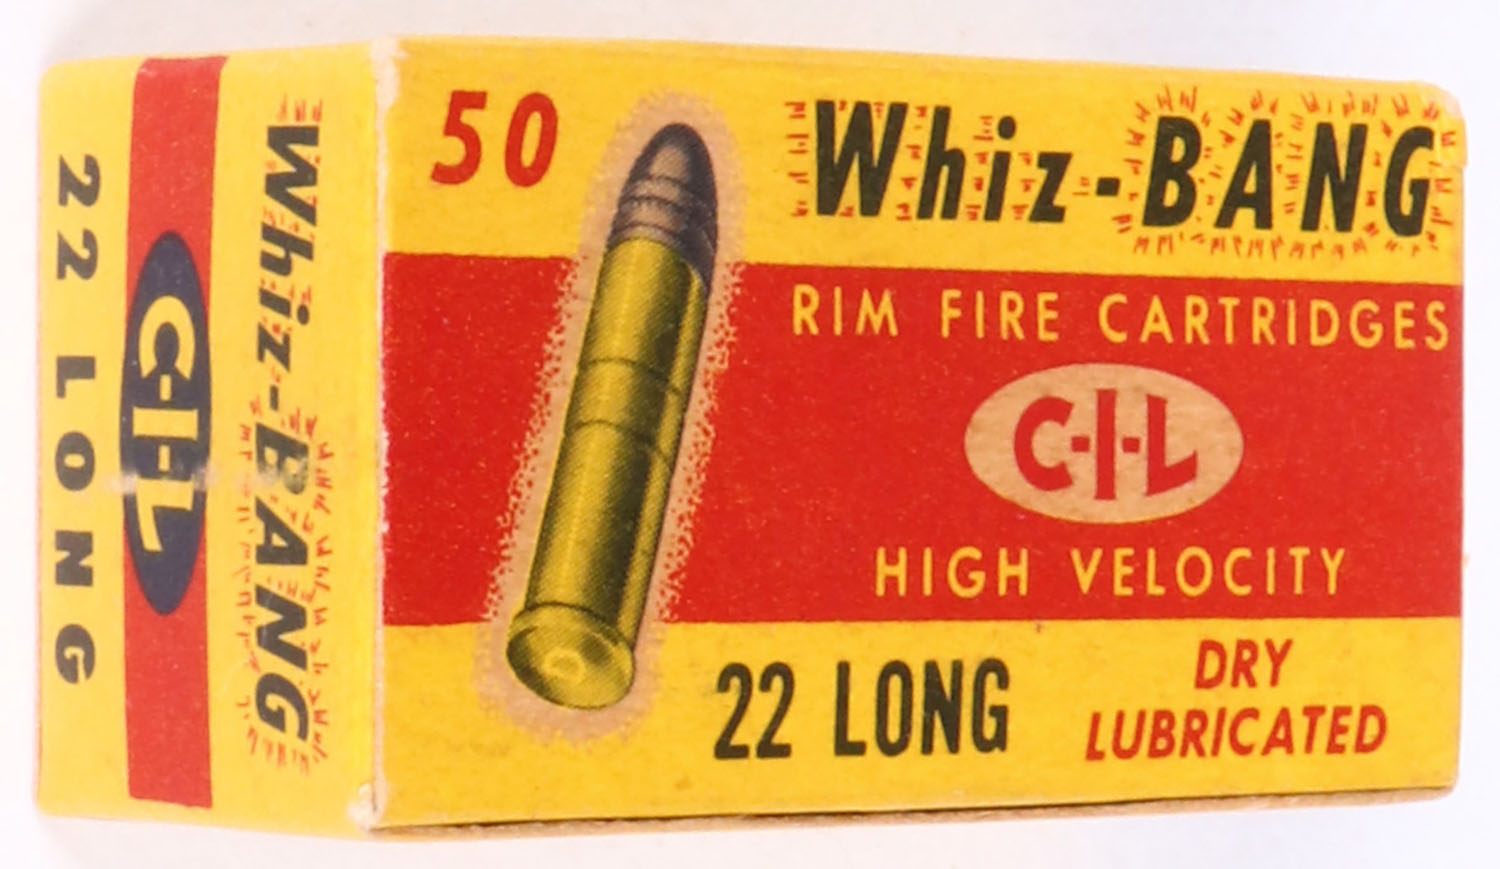 50
Whiz-BANG
RIM FIRE CARTRIDGES
C-I-L
HIGH VELOCITY
22 LONG
DRY
LUBRICATED
Whiz-BANG
C-I-L
22 LONG